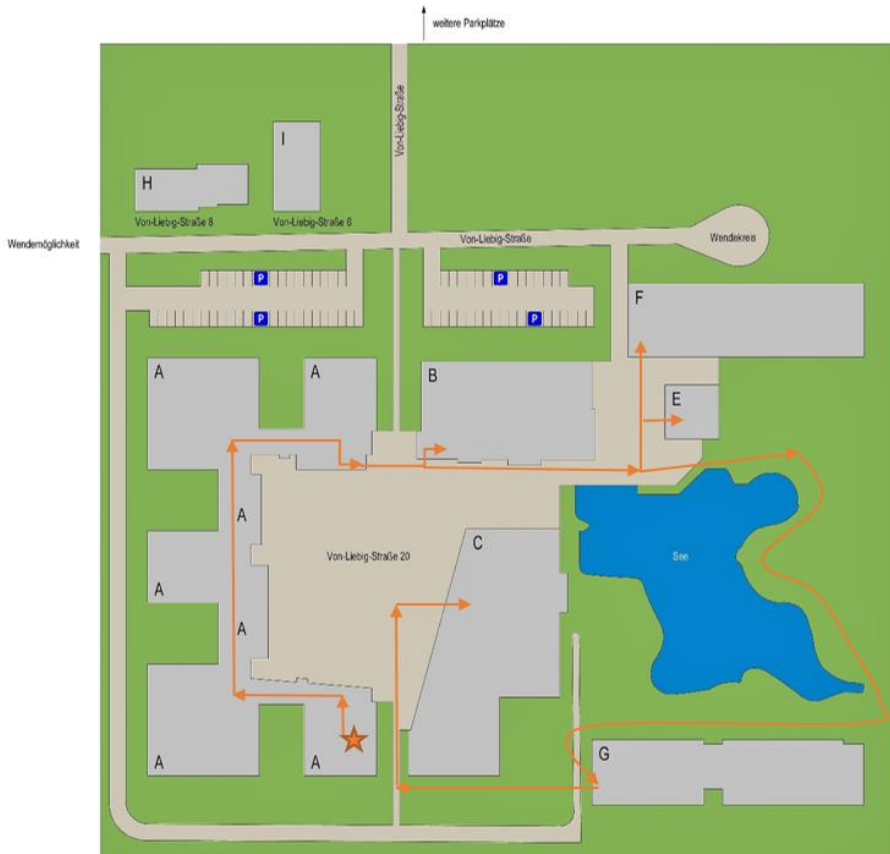 weitere Parkplätze
Von-Liebig-Straße
I
H
Von-Liebig-Straße 8
Von-Liebig-Straße 6
Wendemöglichkeit
Von-Liebig-Straße
Wendekreis
P
P
P
P
F
A
A
B
E
A
C
Von-Liebig-Straße 20
See
A
A
A
A
G